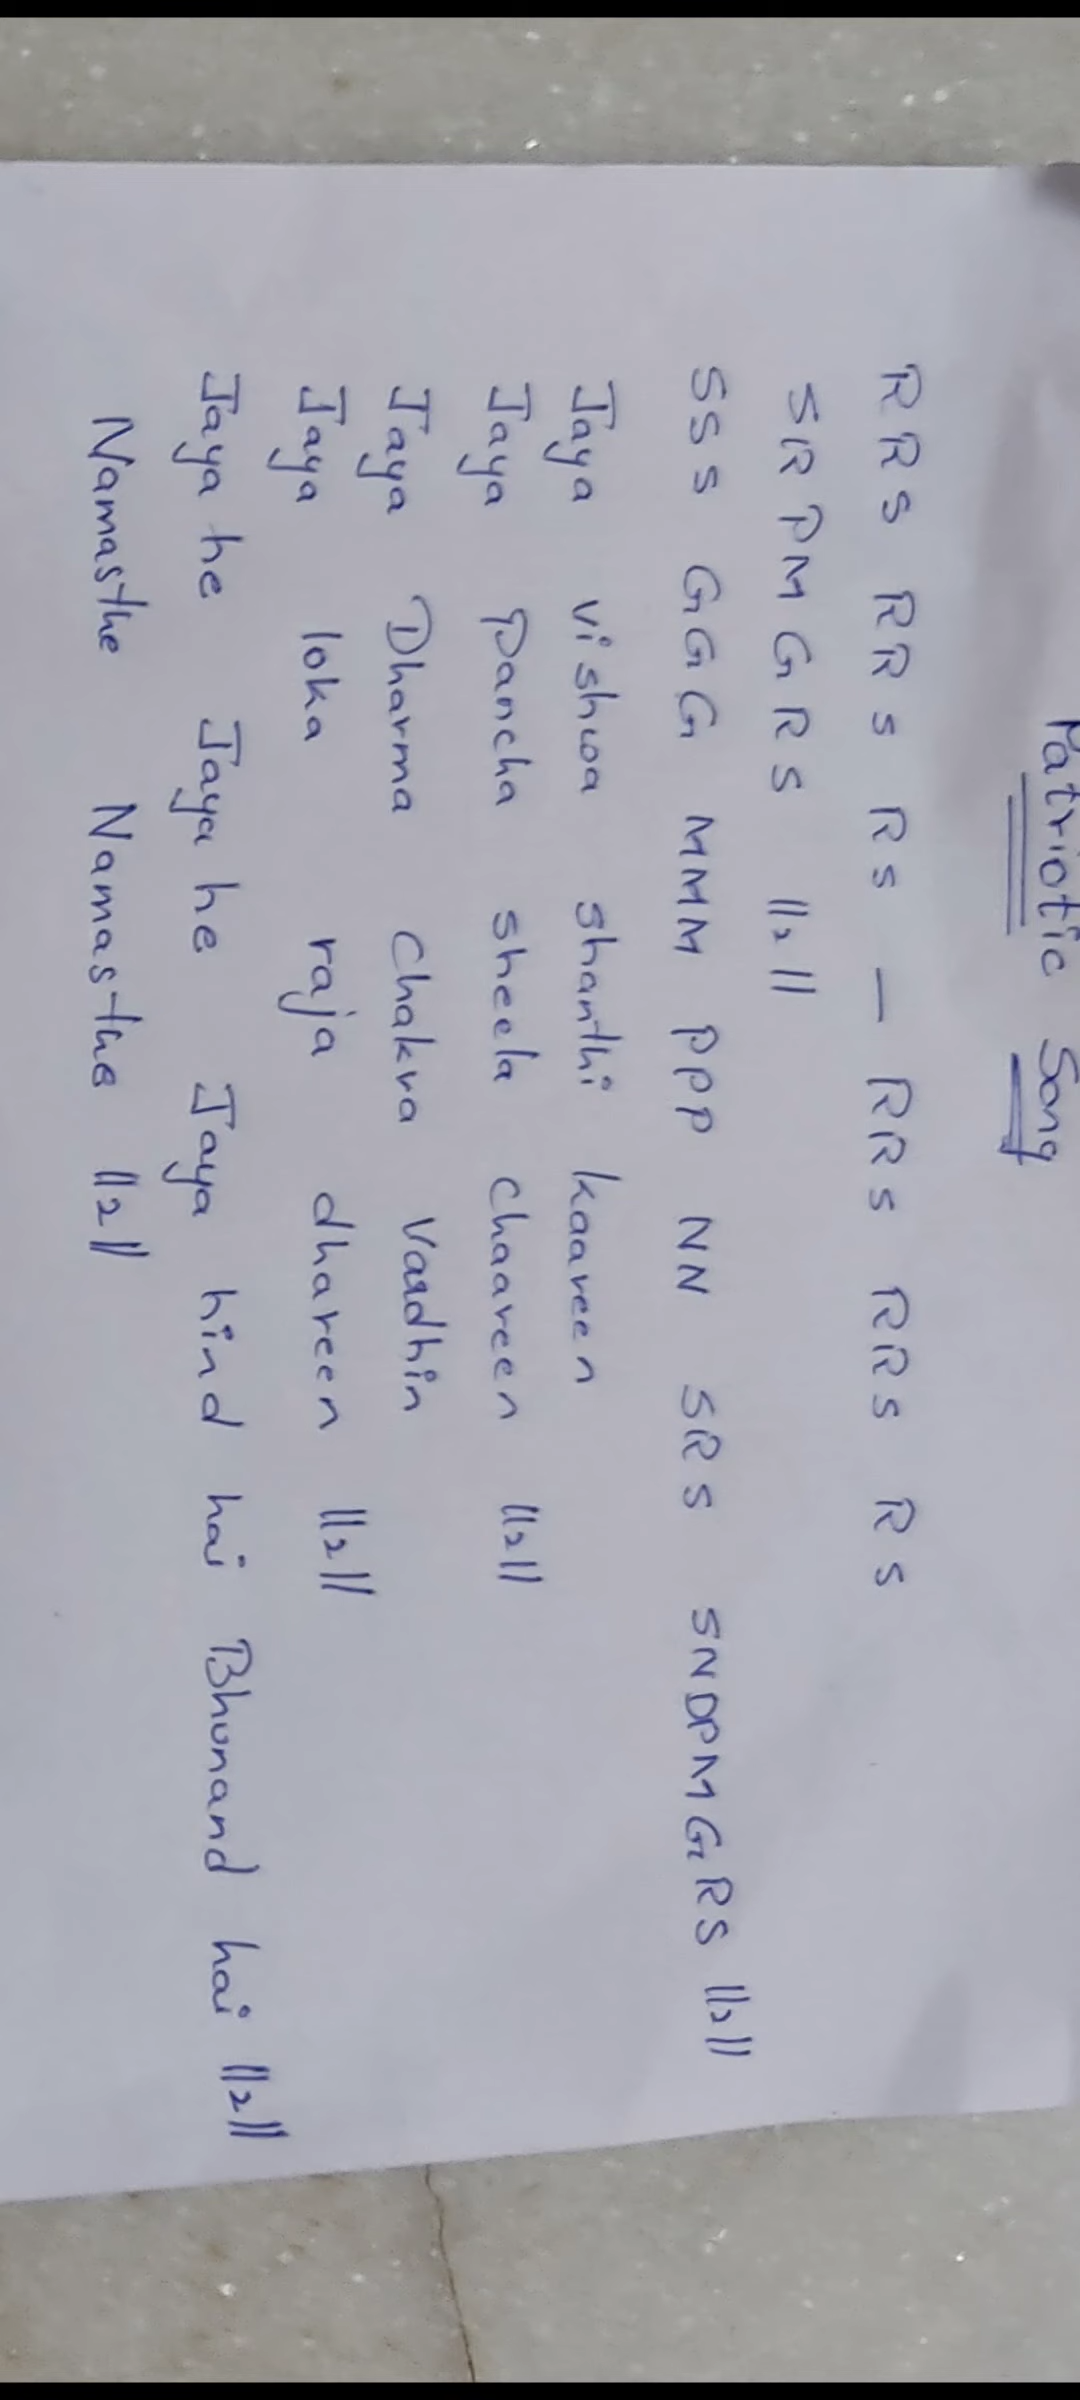 Patriotic Song
RRS RRS RS — RRS RRS RS
SRPMGRS ||2||
SSS GGG MMM PPP NN SRS SNDPMGRS ||2||
Jaya vishwa shanthi kaareen
Jaya Pancha sheela chaareen ||2||
Jaya Dharma chakra Vaadhin
Jaya loka raja dhareen ||2||
Jaya he Jaya he Jaya hind hai Bhunand hai ||2||
Namasthe Namasthe ||2||